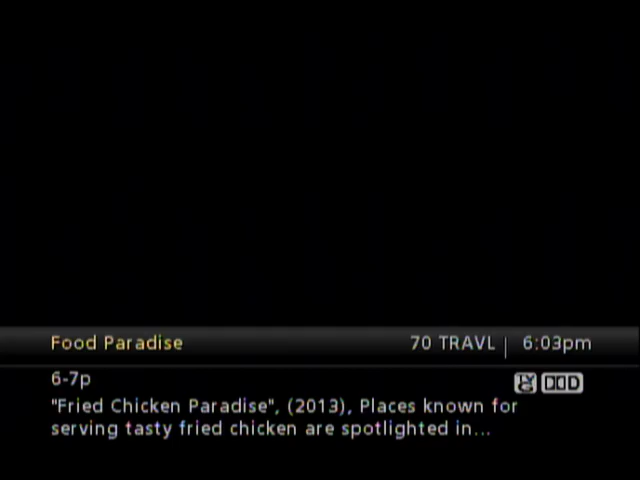 Food Paradise 70 TRAVL | 6:03pm
6-7p
"Fried Chicken Paradise", (2013), Places known for
serving tasty fried chicken are spotlighted in...